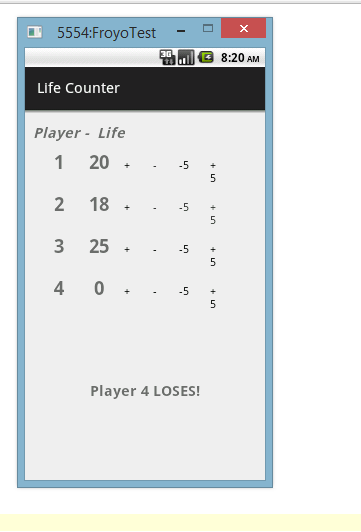 5554:FroyoTest
3G 8:20 AM
Life Counter
Player - Life
1 20 + - -5 +
5
2 18 + - -5 +
5
3 25 + - -5 +
5
4 0 + - -5 +
5
Player 4 LOSES!